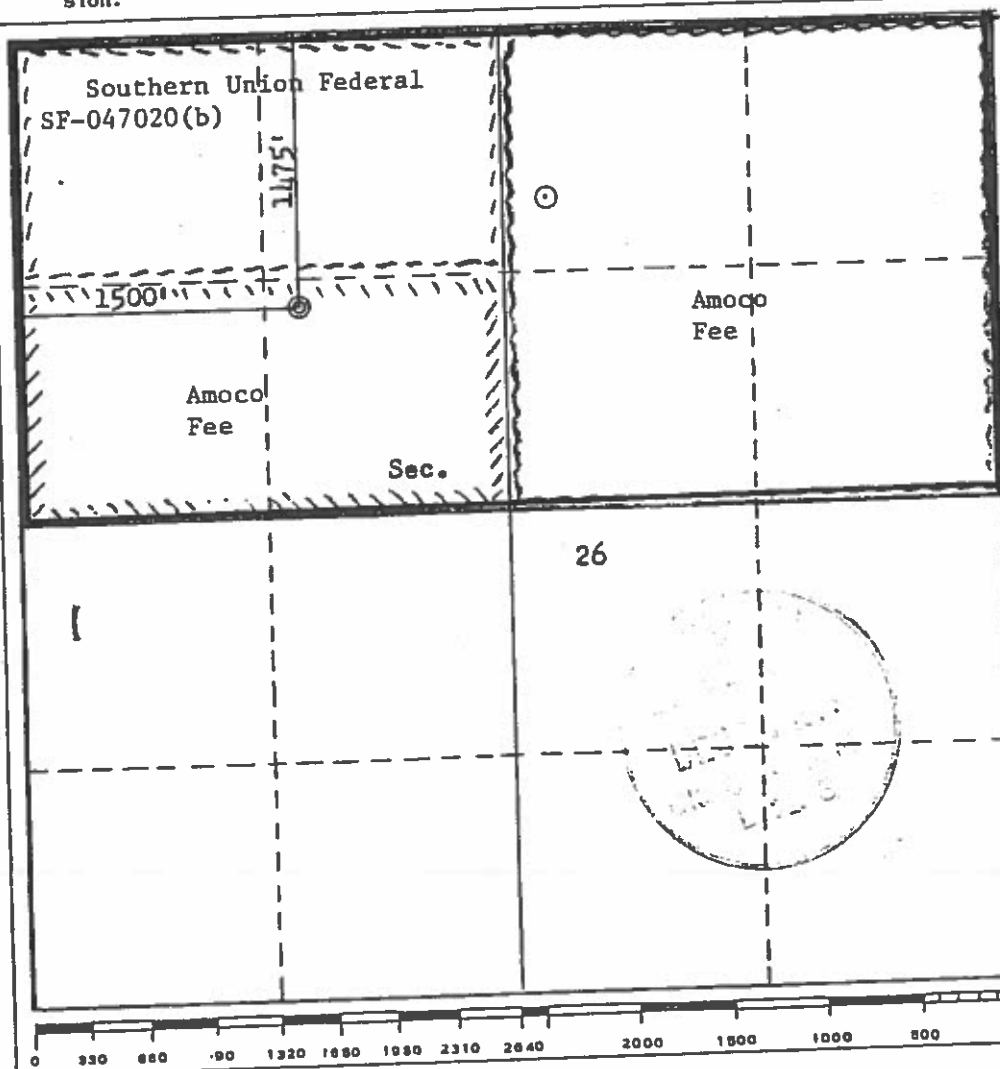 sion.
Southern Union Federal
SF-047020(b)
1475'
1500'
Amoco
Fee
Amoco
Fee
Sec.
26
0 330 660 ·90 1320 1650 1980 2310 2640 2000 1500 1000 500